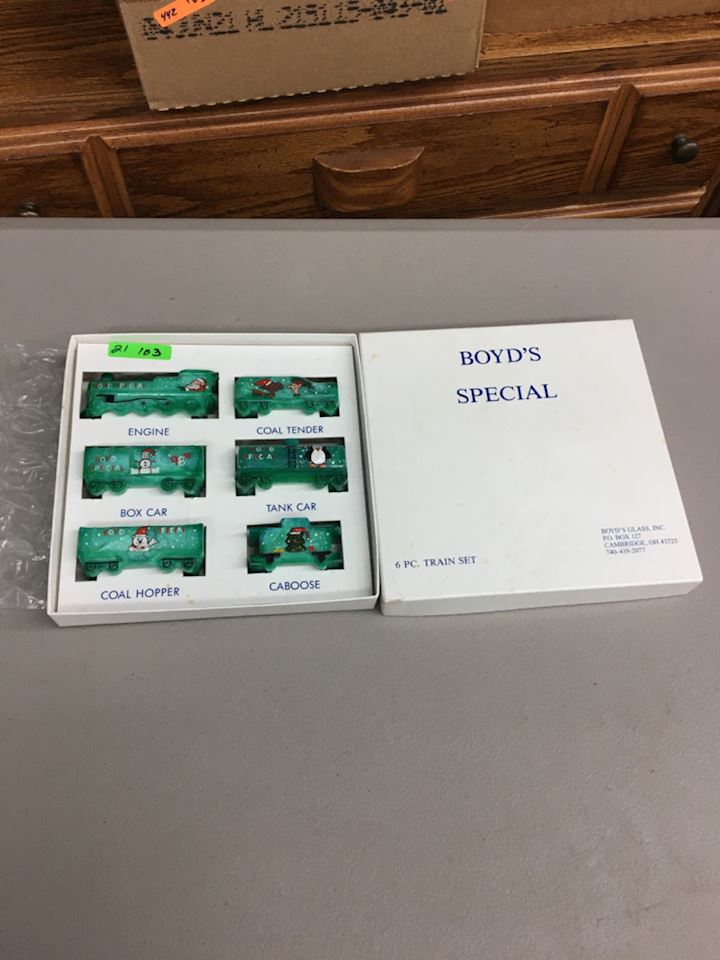 442
21 103
ENGINE
COAL TENDER
BOX CAR
TANK CAR
COAL HOPPER
CABOOSE
BOYD'S
SPECIAL
6 PC. TRAIN SET
BOYD'S GLASS, INC.
P.O. BOX 127
CAMBRIDGE, OH 43725
740-439-2077